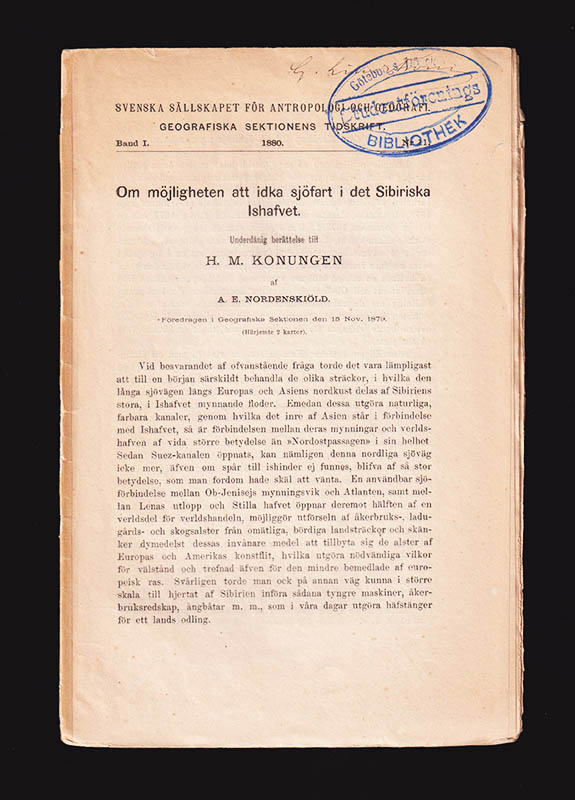 Göteborgs
Studentförenings
BIBLIOTHEK
SVENSKA SÄLLSKAPET FÖR ANTROPOLOGI OCH GEOGRAFI.
GEOGRAFISKA SEKTIONENS TIDSKRIFT.
Band I. 1880.
Om möjligheten att idka sjöfart i det Sibiriska
Ishafvet.
Underdånig berättelse till
H. M. KONUNGEN
af
A. E. NORDENSKIÖLD.
Föredragen i Geografiska Sektionen den 15 Nov. 1879.
(Härjemte 2 kartor).
Vid besvarandet af ofvanstående fråga torde det vara lämpligast
att till en början särskildt behandla de olika sträckor, i hvilka den
långa sjövägen längs Europas och Asiens nordkust delas af Sibiriens
stora, i Ishafvet mynnande floder. Emedan dessa utgöra naturliga,
farbara kanaler, genom hvilka det inre af Asien står i förbindelse
med Ishafvet, så är förbindelsen mellan deras mynningar och verlds-
hafven af vida större betydelse än »Nordostpassagen» i sin helhet
Sedan Suez-kanalen öppnats, kan nämligen denna nordliga sjöväg
icke mer, äfven om spår till ishinder ej funnes, blifva af så stor
betydelse, som man fordom hade skäl att vänta. En användbar sjö-
förbindelse mellan Ob-Jenisejs mynningsvik och Atlanten, samt mel-
lan Lenas utlopp och Stilla hafvet öppnar deremot hälften af en
verldsdel för verldshandeln, möjliggör utförseln af åkerbruks-, ladu-
gårds- och skogsalster från omätliga, bördiga landsträckor och skän-
ker dymedelst dessas invånare medel att tillbyta sig de alster af
Europas och Amerikas konstflit, hvilka utgöra nödvändiga vilkor
för välstånd och trefnad äfven för den mindre bemedlade af euro-
peisk ras. Svårligen torde man ock på annan väg kunna i större
skala till hjertat af Sibirien införa sådana tyngre maskiner, åker-
bruksredskap, ångbåtar m. m., som i våra dagar utgöra häfstänger
för ett lands odling.